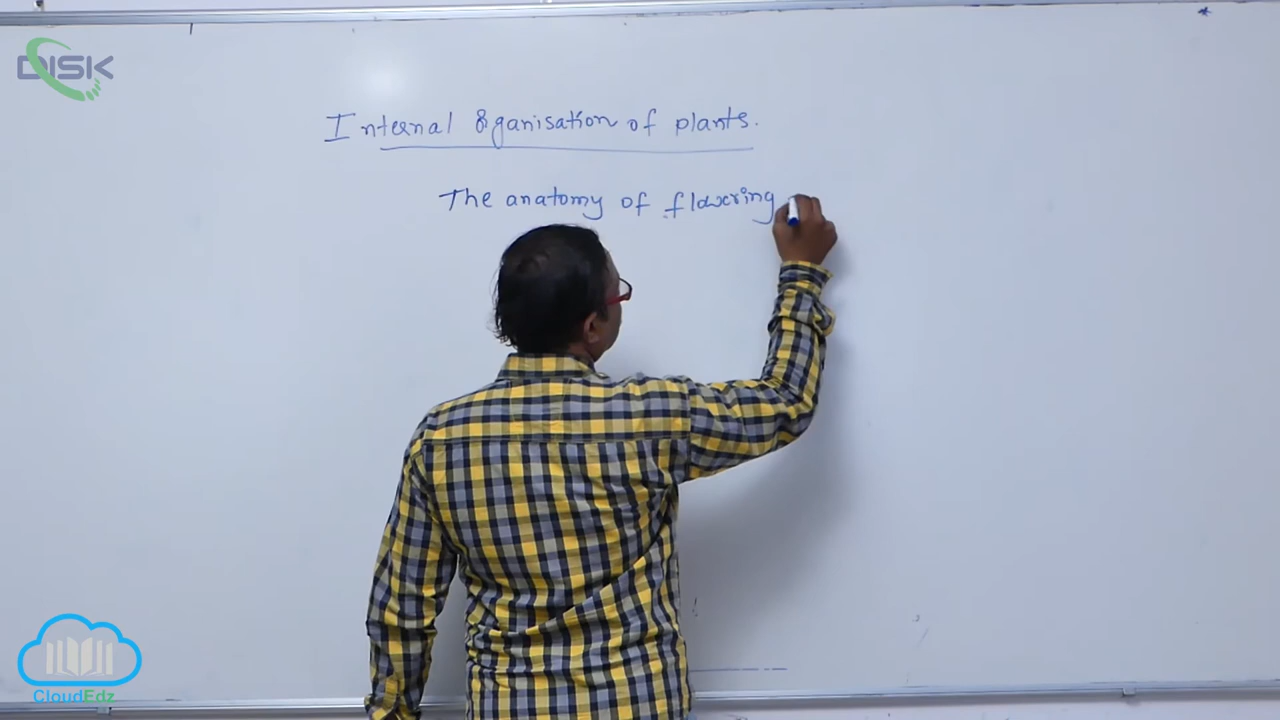 DISK
Internal Organisation of plants.
The anatomy of flowering
CloudEdz